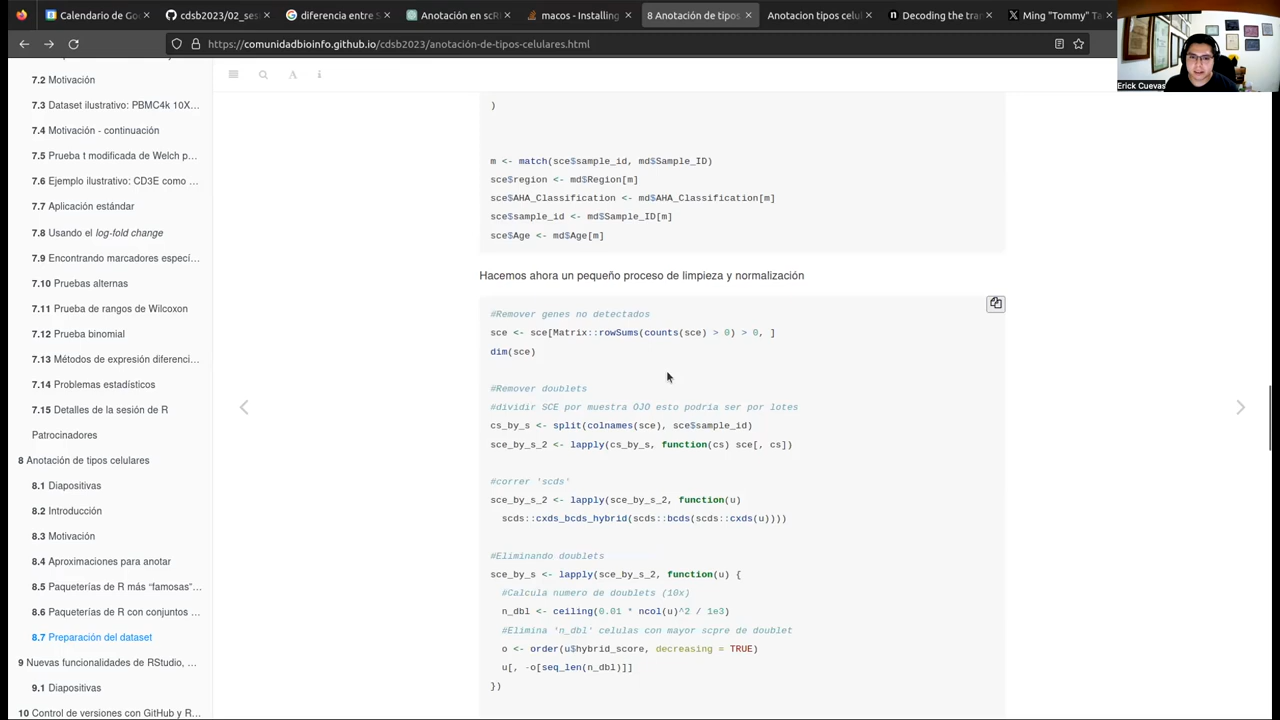 Calendario de Go
cdsb2023/02_ses
diferencia entre S
Anotación en scR
macos - Installing
8 Anotación de tipos
Anotacion tipos celul
Decoding the tran
Ming "Tommy" Ta
https://comunidadbioinfo.github.io/cdsb2023/anotación-de-tipos-celulares.html
Erick Cuevas
7.2 Motivación
7.3 Dataset ilustrativo: PBMC4k 10X...
7.4 Motivación - continuación
7.5 Prueba t modificada de Welch p...
7.6 Ejemplo ilustrativo: CD3E como ...
7.7 Aplicación estándar
7.8 Usando el log-fold change
7.9 Encontrando marcadores especí...
7.10 Pruebas alternas
7.11 Prueba de rangos de Wilcoxon
7.12 Prueba binomial
7.13 Métodos de expresión diferenci...
7.14 Problemas estadísticos
7.15 Detalles de la sesión de R
Patrocinadores
8 Anotación de tipos celulares
8.1 Diapositivas
8.2 Introducción
8.3 Motivación
8.4 Aproximaciones para anotar
8.5 Paqueterías de R más “famosas”...
8.6 Paqueterías de R con conjuntos ...
8.7 Preparación del dataset
9 Nuevas funcionalidades de RStudio, ...
9.1 Diapositivas
10 Control de versiones con GitHub y R...
)
m <- match(sce$sample_id, md$Sample_ID)
sce$region <- md$Region[m]
sce$AHA_Classification <- md$AHA_Classification[m]
sce$sample_id <- md$Sample_ID[m]
sce$Age <- md$Age[m]
Hacemos ahora un pequeño proceso de limpieza y normalización
#Remover genes no detectados
sce <- sce[Matrix::rowSums(counts(sce) > 0) > 0, ]
dim(sce)
#Remover doublets
#dividir SCE por muestra OJO esto podria ser por lotes
cs_by_s <- split(colnames(sce), sce$sample_id)
sce_by_s_2 <- lapply(cs_by_s, function(cs) sce[, cs])
#correr 'scds'
sce_by_s_2 <- lapply(sce_by_s_2, function(u)
scds::cxds_bcds_hybrid(scds::bcds(scds::cxds(u))))
#Eliminando doublets
sce_by_s <- lapply(sce_by_s_2, function(u) {
#Calcula numero de doublets (10x)
n_dbl <- ceiling(0.01 * ncol(u)^2 / 1e3)
#Elimina 'n_dbl' celulas con mayor scpre de doublet
o <- order(u$hybrid_score, decreasing = TRUE)
u[, -o[seq_len(n_dbl)]]
})